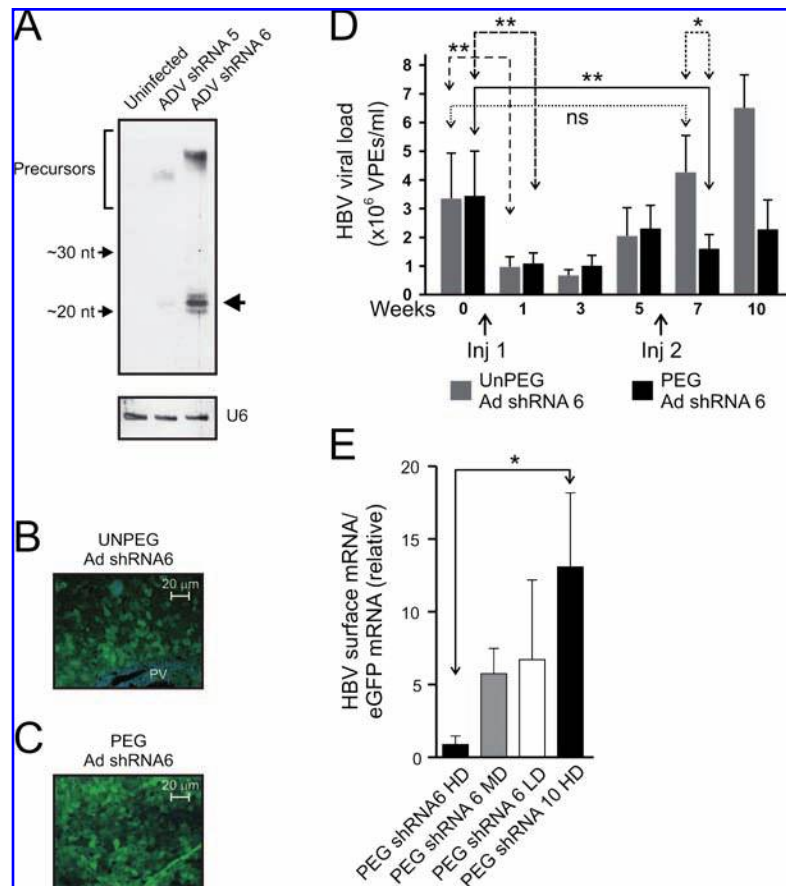 A
Uninfected
ADV shRNA 5
ADV shRNA 6
Precursors
~30 nt
~20 nt
U6
B
UNPEG
Ad shRNA6
20 µm
PV
C
PEG
Ad shRNA6
20 µm
D
HBV viral load
(x10⁶ VPEs/ml)
8
7
6
5
4
3
2
1
0
**
**
*
**
ns
Weeks 0 1 3 5 7 10
Inj 1
Inj 2
UnPEG
Ad shRNA 6
PEG
Ad shRNA 6
E
HBV surface mRNA/
eGFP mRNA (relative)
20
15
10
5
0
*
PEG shRNA6 HD
PEG shRNA 6 MD
PEG shRNA 6 LD
PEG shRNA 10 HD